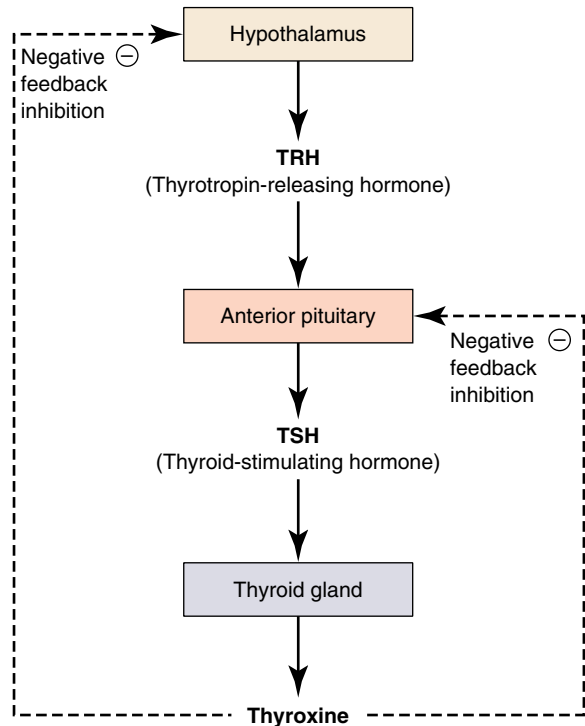 Hypothalamus
Negative ⊖
feedback
inhibition
TRH
(Thyrotropin-releasing hormone)
Anterior pituitary
Negative ⊖
feedback
inhibition
TSH
(Thyroid-stimulating hormone)
Thyroid gland
Thyroxine